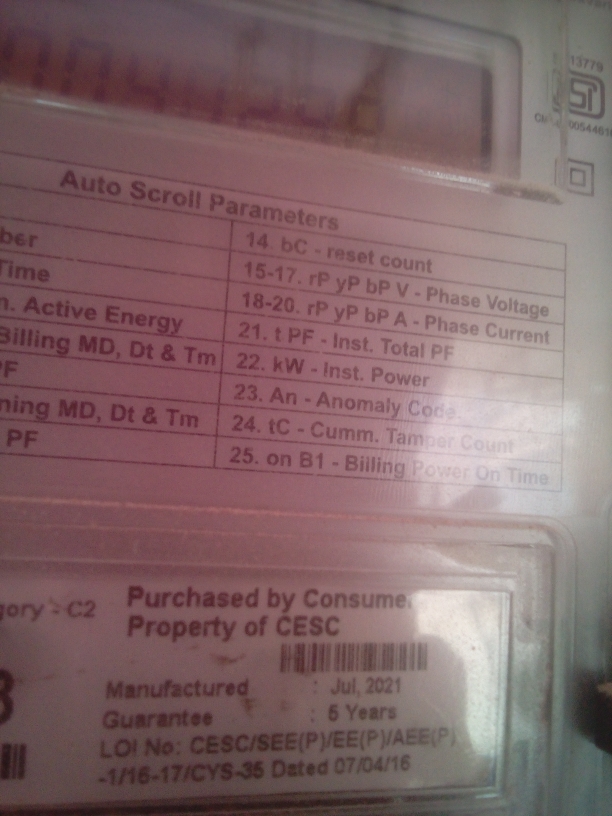 13779
Auto Scroll Parameters
ber
14. bC - reset count
Time
15-17. rP yP bP V - Phase Voltage
n. Active Energy
18-20. rP yP bP A - Phase Current
Billing MD, Dt & Tm
21. t PF - Inst. Total PF
PF
22. kW - Inst. Power
23. An - Anomaly Code
ning MD, Dt & Tm
24. tC - Cumm. Tamper Count
PF
25. on B1 - Biiling Power On Time
gory - C2
Purchased by Consumer
Property of CESC
Manufactured : Jul, 2021
Guarantee : 5 Years
LOI No: CESC/SEE(P)/EE(P)/AEE(P)
-1/16-17/CYS-35 Dated 07/04/16